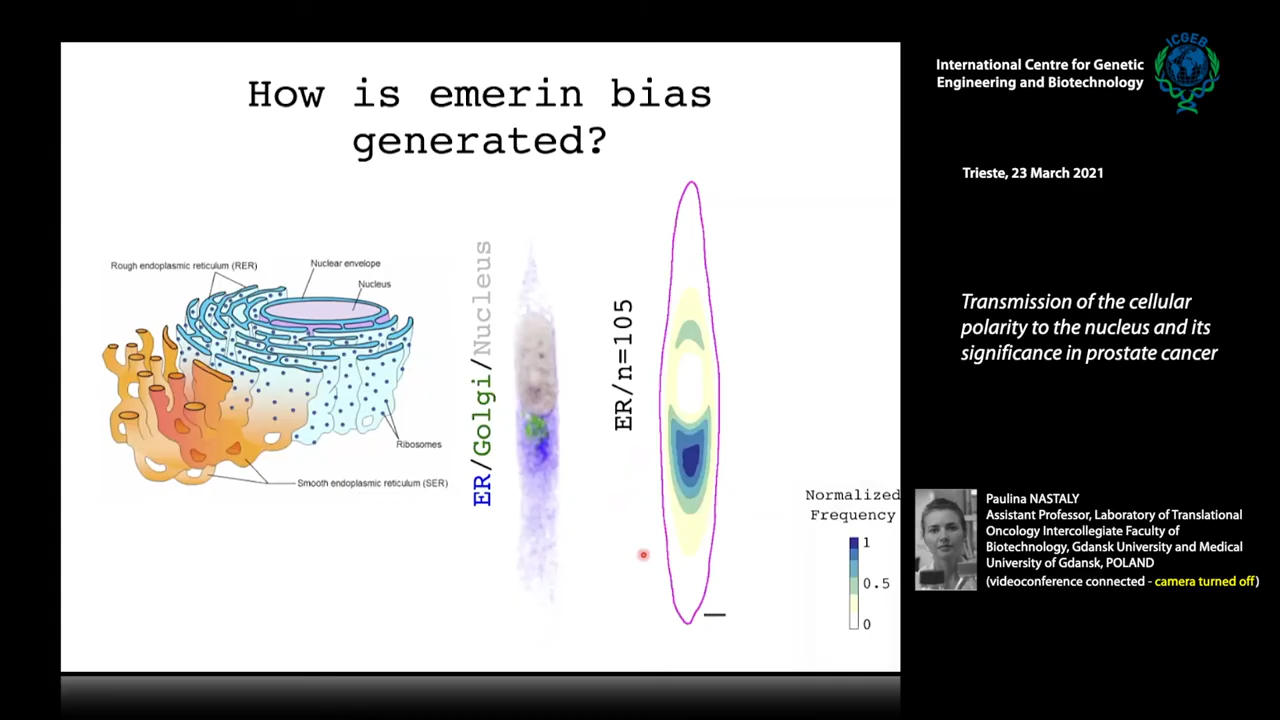 How is emerin bias
generated?
Rough endoplasmic reticulum (RER)
Nuclear envelope
Nucleus
Ribosomes
Smooth endoplasmic reticulum (SER)
ER/Golgi/Nucleus
ER/n=105
Normalized
Frequency
1
0.5
0
International Centre for Genetic
Engineering and Biotechnology
ICGEB
Trieste, 23 March 2021
Transmission of the cellular
polarity to the nucleus and its
significance in prostate cancer
Paulina NASTALY
Assistant Professor, Laboratory of Translational
Oncology Intercollegiate Faculty of
Biotechnology, Gdansk University and Medical
University of Gdansk, POLAND
(videoconference connected - camera turned off)